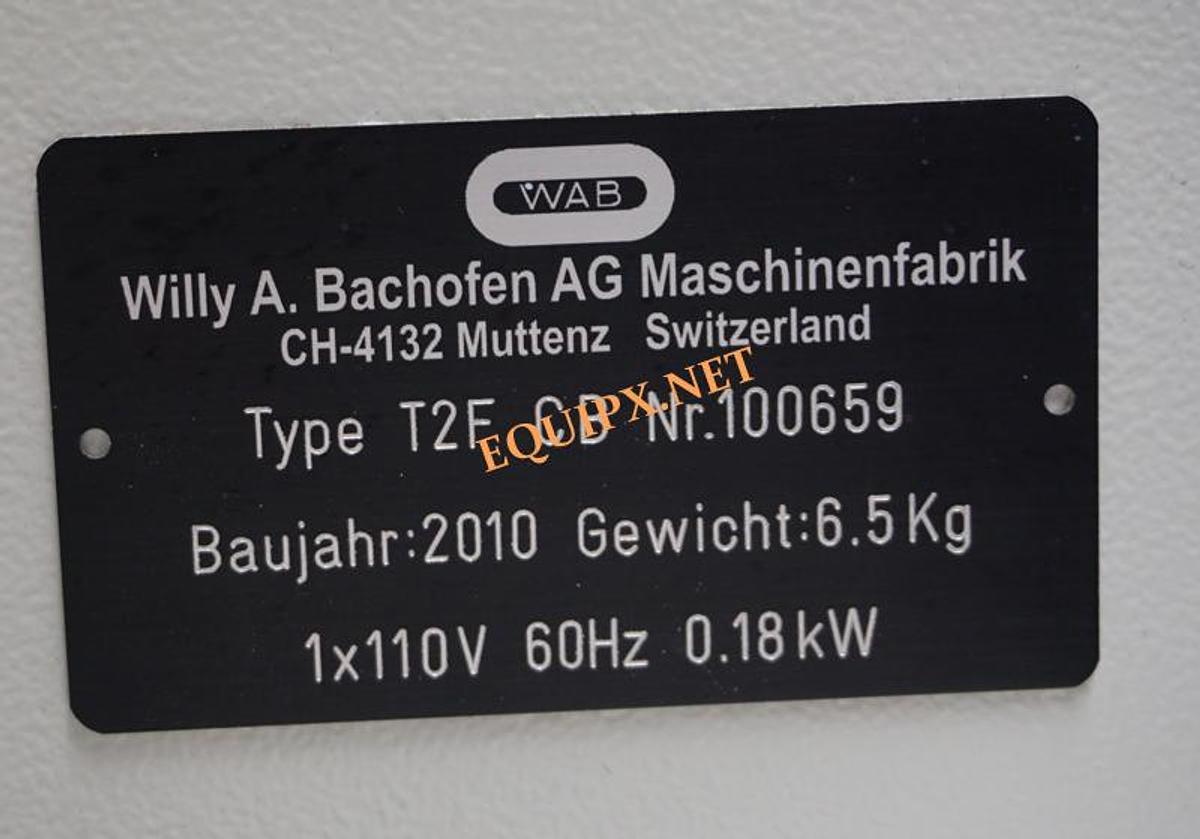 WAB
Willy A. Bachofen AG Maschinenfabrik
CH-4132 Muttenz Switzerland
Type T2F CB Nr.100659
EQUIPX.NET
Baujahr:2010 Gewicht:6.5Kg
1x110V 60Hz 0.18kW